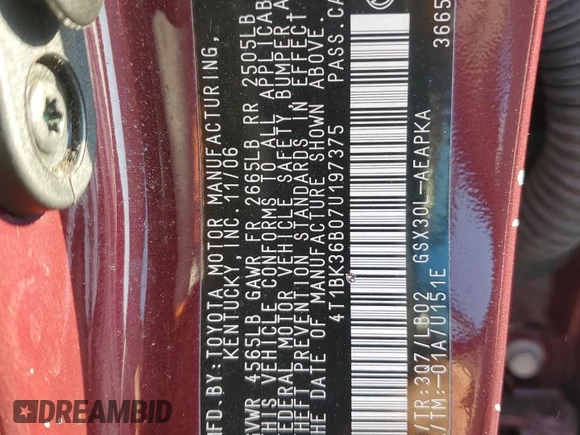 MFD. BY: TOYOTA MOTOR MANUFACTURING,
KENTUCKY, INC. 11/06
GVWR 4565LB GAWR FR 2665LB RR 2505LB
THIS VEHICLE CONFORMS TO ALL APPLICAB
FEDERAL MOTOR VEHICLE SAFETY, BUMPER A
THEFT PREVENTION STANDARDS IN EFFECT
THE DATE OF MANUFACTURE SHOWN ABOVE.
4T1BK36B07U197375 PASS.CA
/TR:3Q7/LB02 GSX30L-AEAPKA
/TM:-01A/U151E
3665
DREAMBID